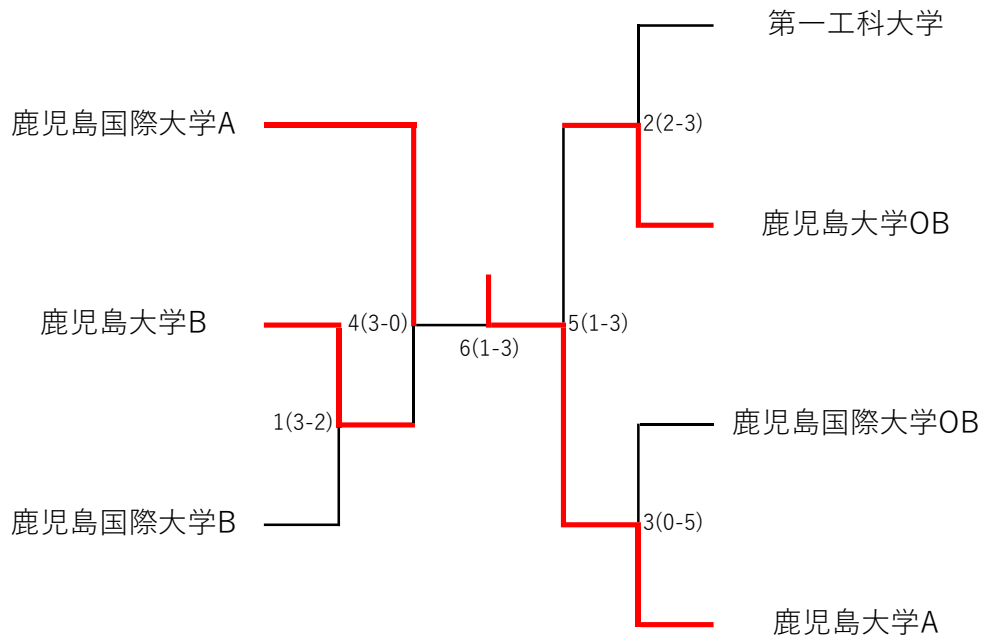 第一工科大学
鹿児島国際大学A
2(2-3)
鹿児島大学OB
鹿児島大学B
4(3-0)
5(1-3)
6(1-3)
1(3-2)
鹿児島国際大学OB
鹿児島国際大学B
3(0-5)
鹿児島大学A